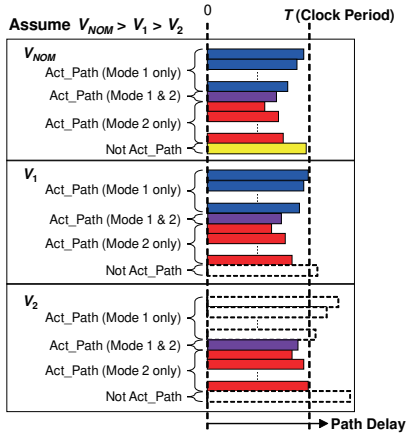 0
T (Clock Period)
Assume V_NOM > V_1 > V_2
V_NOM
Act_Path (Mode 1 only)
Act_Path (Mode 1 & 2)
Act_Path (Mode 2 only)
Not Act_Path
V_1
Act_Path (Mode 1 only)
Act_Path (Mode 1 & 2)
Act_Path (Mode 2 only)
Not Act_Path
V_2
Act_Path (Mode 1 only)
Act_Path (Mode 1 & 2)
Act_Path (Mode 2 only)
Not Act_Path
Path Delay